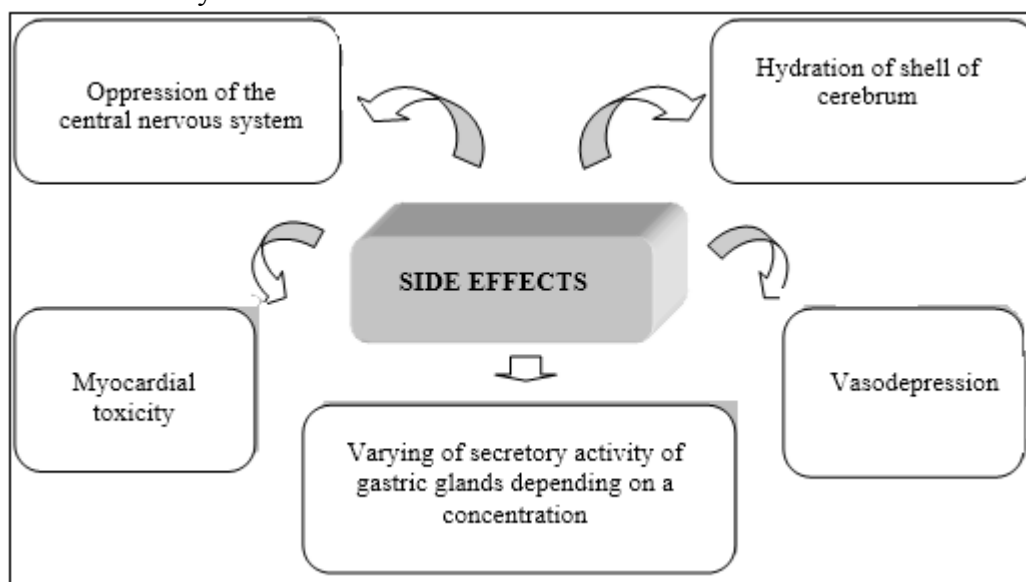 Oppression of the
central nervous system
Hydration of shell of
cerebrum
SIDE EFFECTS
Myocardial
toxicity
Vasodepression
Varying of secretory activity of
gastric glands depending on a
concentration